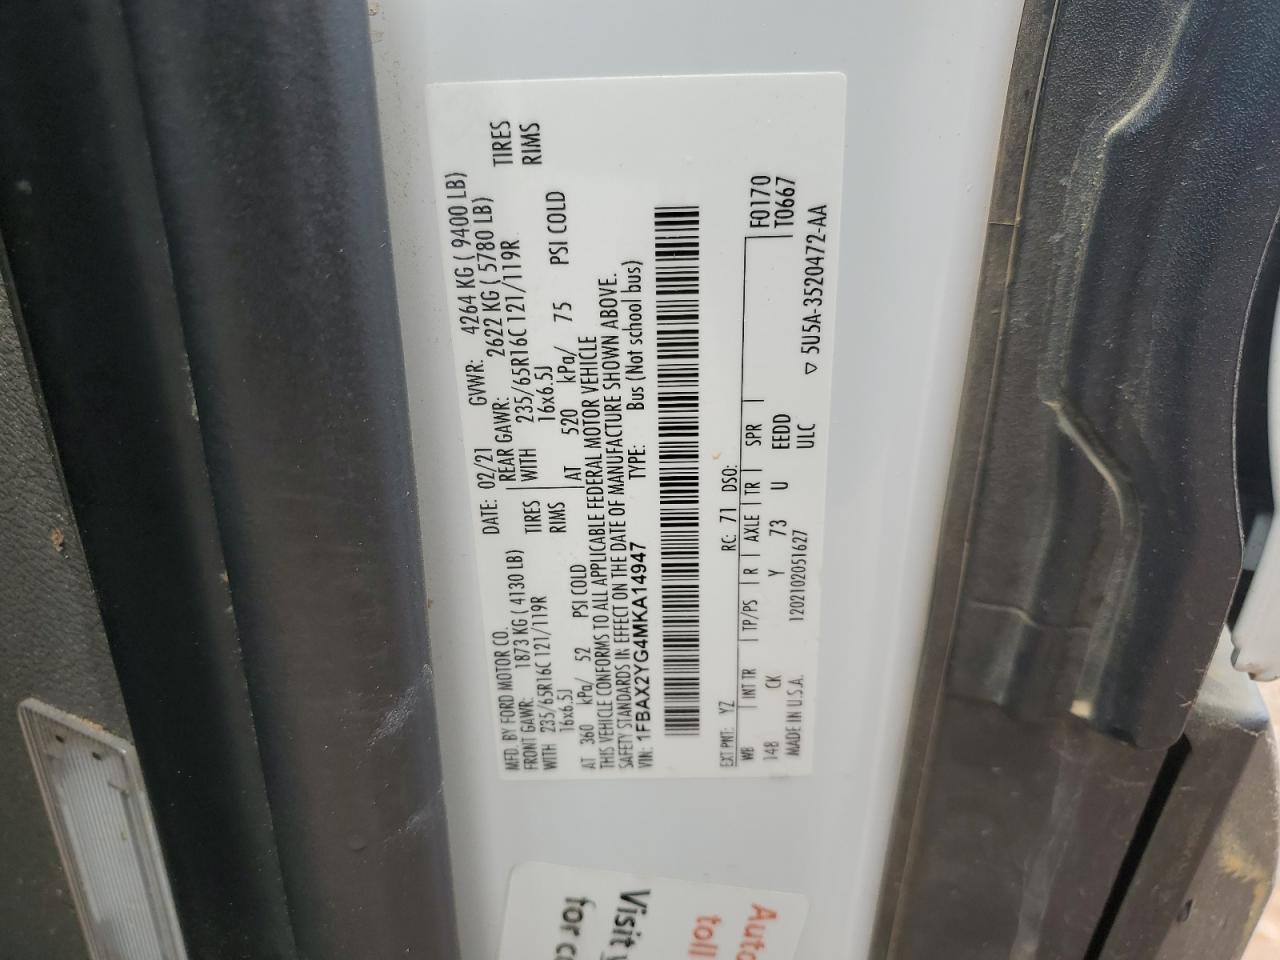 MFD. BY FORD MOTOR CO.
DATE: 02/21 GVWR: 4264 KG ( 9400 LB)
FRONT GAWR: 1873 KG ( 4130 LB) REAR GAWR: 2622 KG ( 5780 LB)
WITH 235/65R16C 121/119R TIRES WITH 235/65R16C 121/119R TIRES
16x6.5J RIMS 16x6.5J RIMS
AT 360 kPa/ 52 PSI COLD AT 520 kPa/ 75 PSI COLD
THIS VEHICLE CONFORMS TO ALL APPLICABLE FEDERAL MOTOR VEHICLE
SAFETY STANDARDS IN EFFECT ON THE DATE OF MANUFACTURE SHOWN ABOVE.
VIN: 1FBAX2YG4MKA14947 TYPE: Bus (Not school bus)
EXT PNT: YZ RC: 71 DSO:
WB INT TR TP/PS R AXLE TR SPR F0170
148 CK Y 73 U EEDD T0667
MADE IN U.S.A. 1202102051627 ULC
▽ 5U5A-3520472-AA
Visit
for
Auto
toll